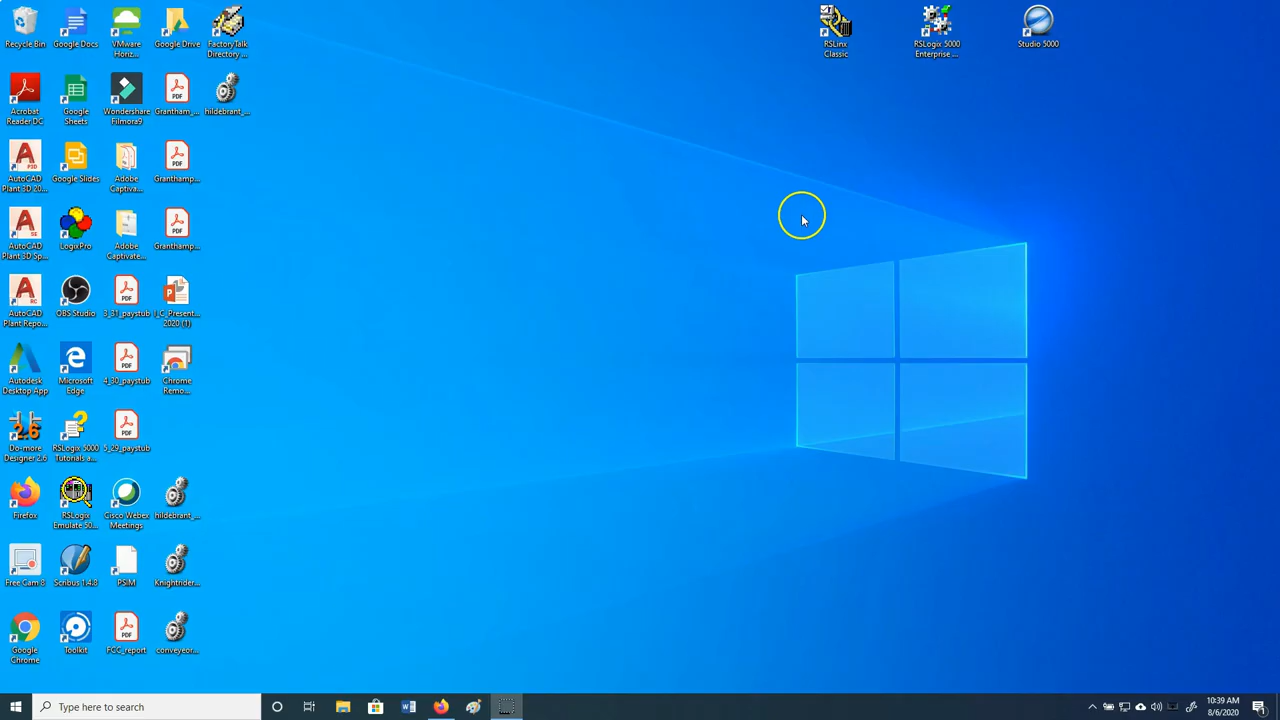 Recycle Bin
Google Docs
VMware
Horiz...
Google Drive
FactoryTalk
Directory ...
RSLinx
Classic
RSLogix 5000
Enterprise ...
Studio 5000
Acrobat
Reader DC
Google
Sheets
Wondershare
Filmora9
Grantham_...
hildebrant_...
AutoCAD
Plant 3D 20...
Google Slides
Adobe
Captiva...
Granthamp...
AutoCAD
Plant 3D Sp...
LogixPro
Adobe
Captivate...
Granthamp...
AutoCAD
Plant Repo...
OBS Studio
3_31_paystub
I_C_Present...
2020 (1)
Autodesk
Desktop App
Microsoft
Edge
4_30_paystub
Chrome
Remo...
Do-more
Designer 2.6
RSLogix 5000
Tutorials a...
5_29_paystub
Firefox
RSLogix
Emulate 50...
Cisco Webex
Meetings
hildebrant_...
Free Cam 8
Scribus 1.4.8
PSIM
Knightrider...
Google
Chrome
Toolkit
FCC_report
conveyeor...
Type here to search
10:39 AM
8/6/2020